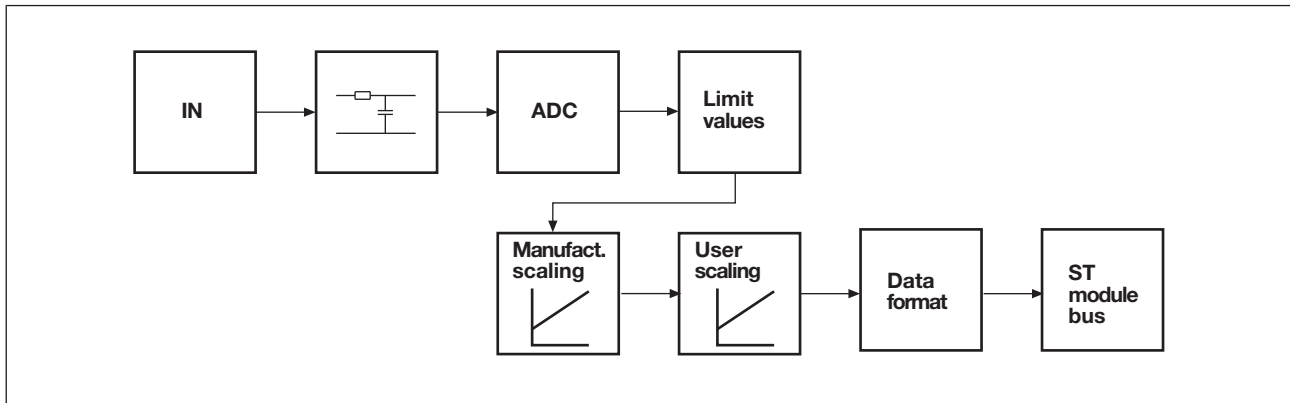 IN
ADC
Limit
values
Manufact.
scaling
User
scaling
Data
format
ST
module
bus